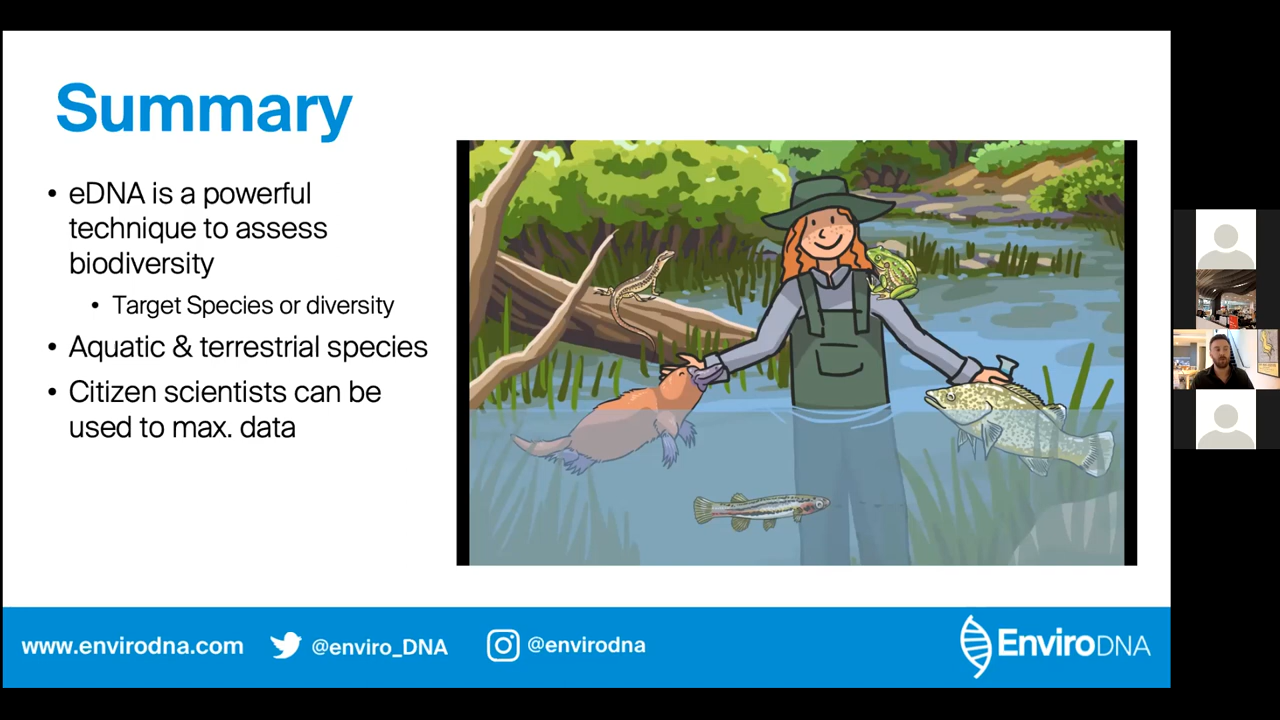 Summary
• eDNA is a powerful
technique to assess
biodiversity
• Target Species or diversity
• Aquatic & terrestrial species
• Citizen scientists can be
used to max. data
www.envirodna.com @enviro_DNA @envirodna EnviroDNA